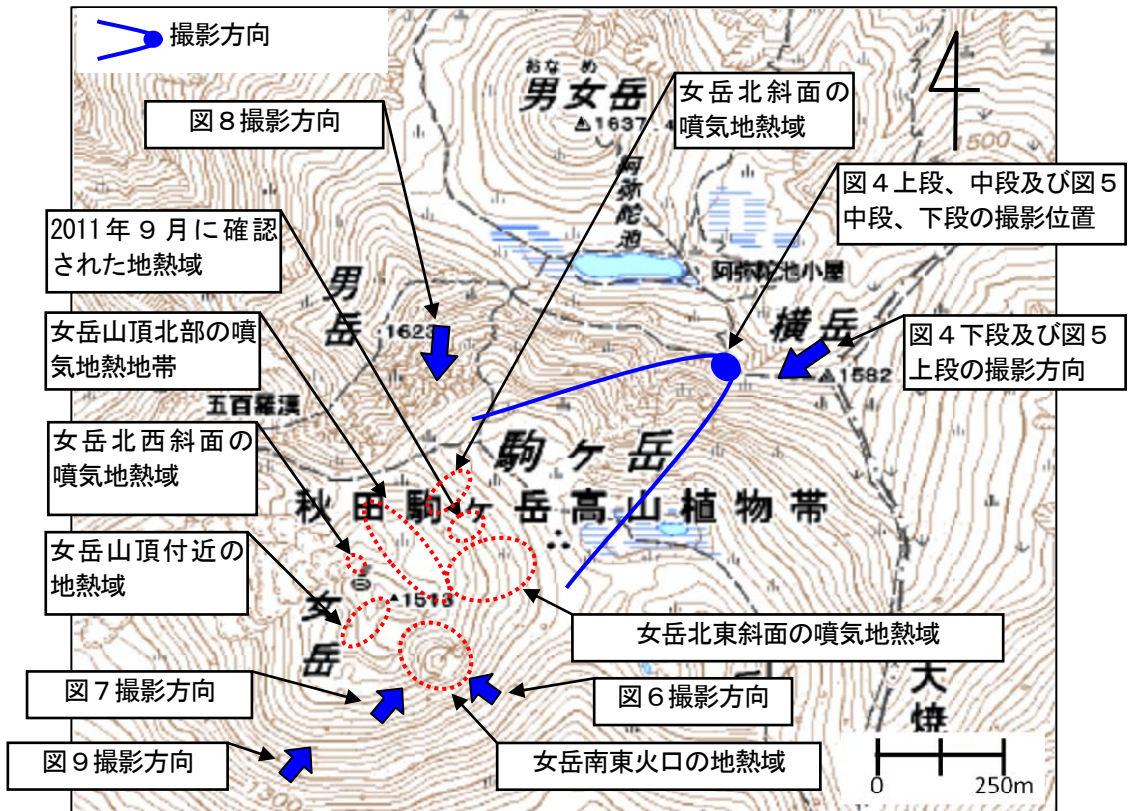 撮影方向
おなめ
男女岳
1637.4
図8撮影方向
女岳北斜面の
噴気地熱域
1500
阿弥陀池
図4上段、中段及び図5
中段、下段の撮影位置
2011年9月に確認
された地熱域
阿弥陀池小屋
男岳
1623
横岳
1582
女岳山頂北部の噴
気地熱地帯
図4下段及び図5
上段の撮影方向
五百羅漢
女岳北西斜面の
噴気地熱域
駒ヶ岳
秋田駒ヶ岳高山植物帯
女岳山頂付近の
地熱域
1513
女岳
女岳北東斜面の噴気地熱域
大焼
図7撮影方向
図6撮影方向
図9撮影方向
女岳南東火口の地熱域
1300
0
250m